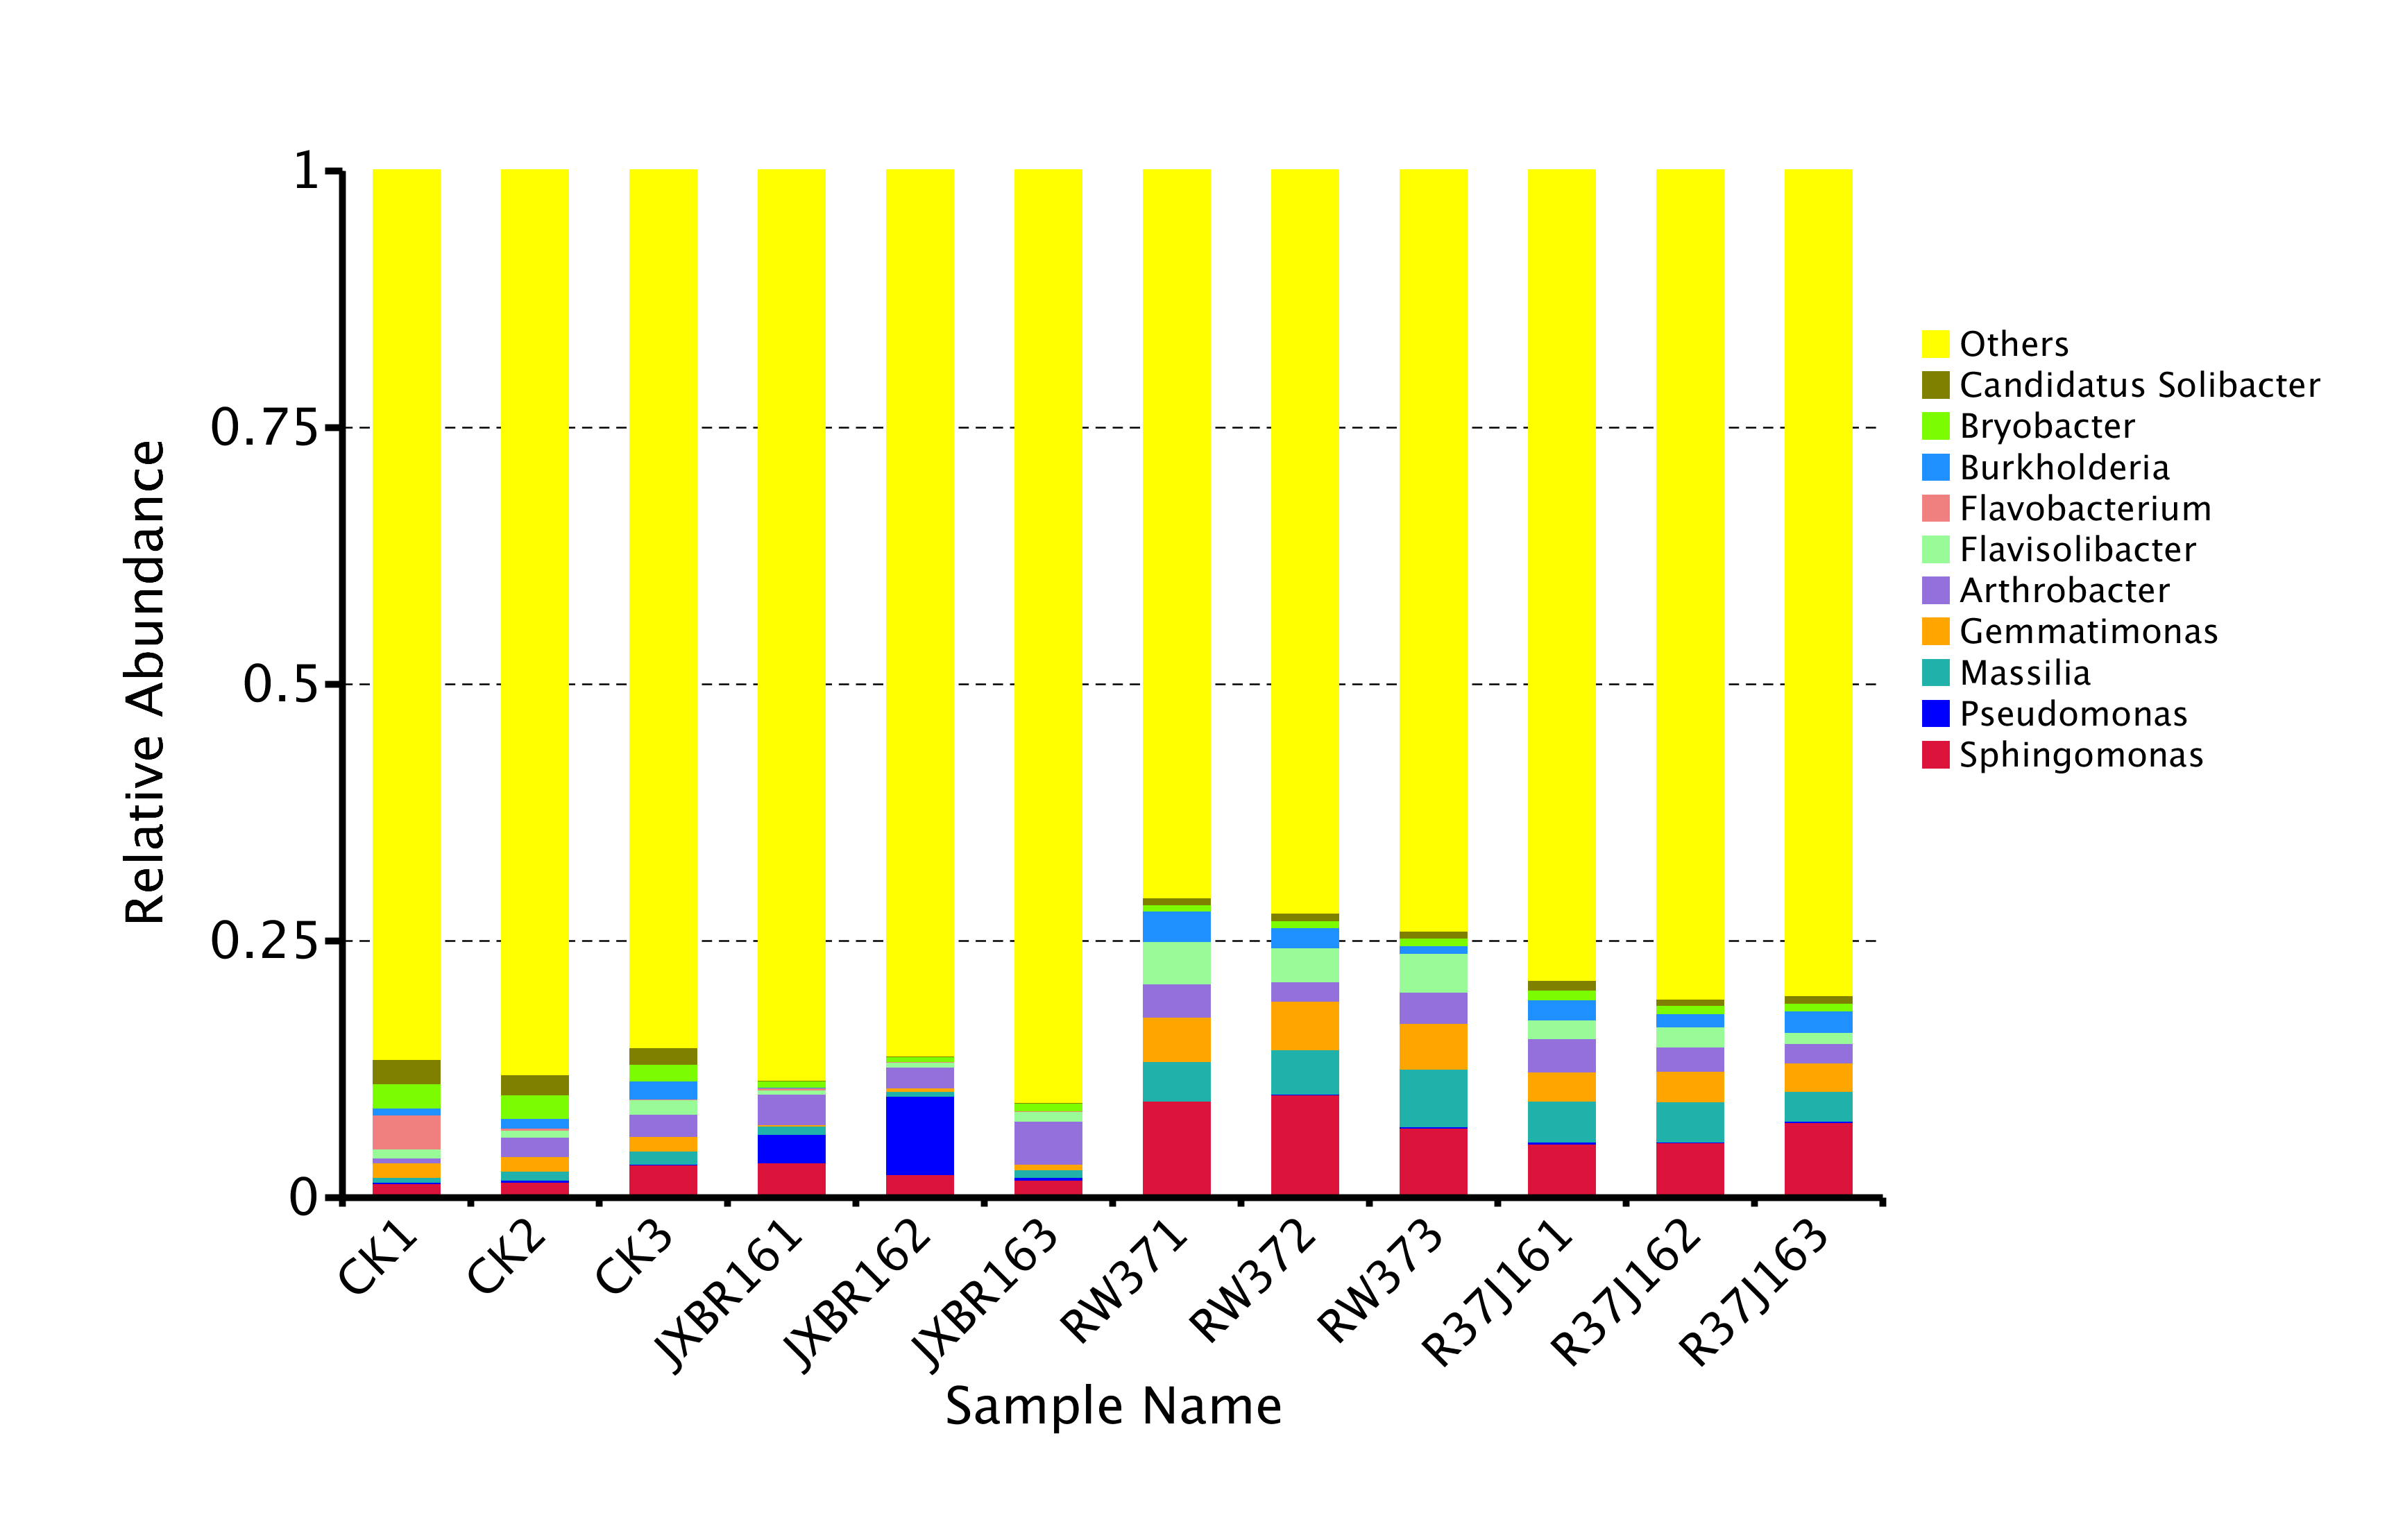 1
0.75
0.5
0.25
0
Relative Abundance
CK1
CK2
CK3
JXBR161
JXBR162
JXBR163
RW371
RW372
RW373
R37J161
R37J162
R37J163
Sample Name
Others
Candidatus Solibacter
Bryobacter
Burkholderia
Flavobacterium
Flavisolibacter
Arthrobacter
Gemmatimonas
Massilia
Pseudomonas
Sphingomonas